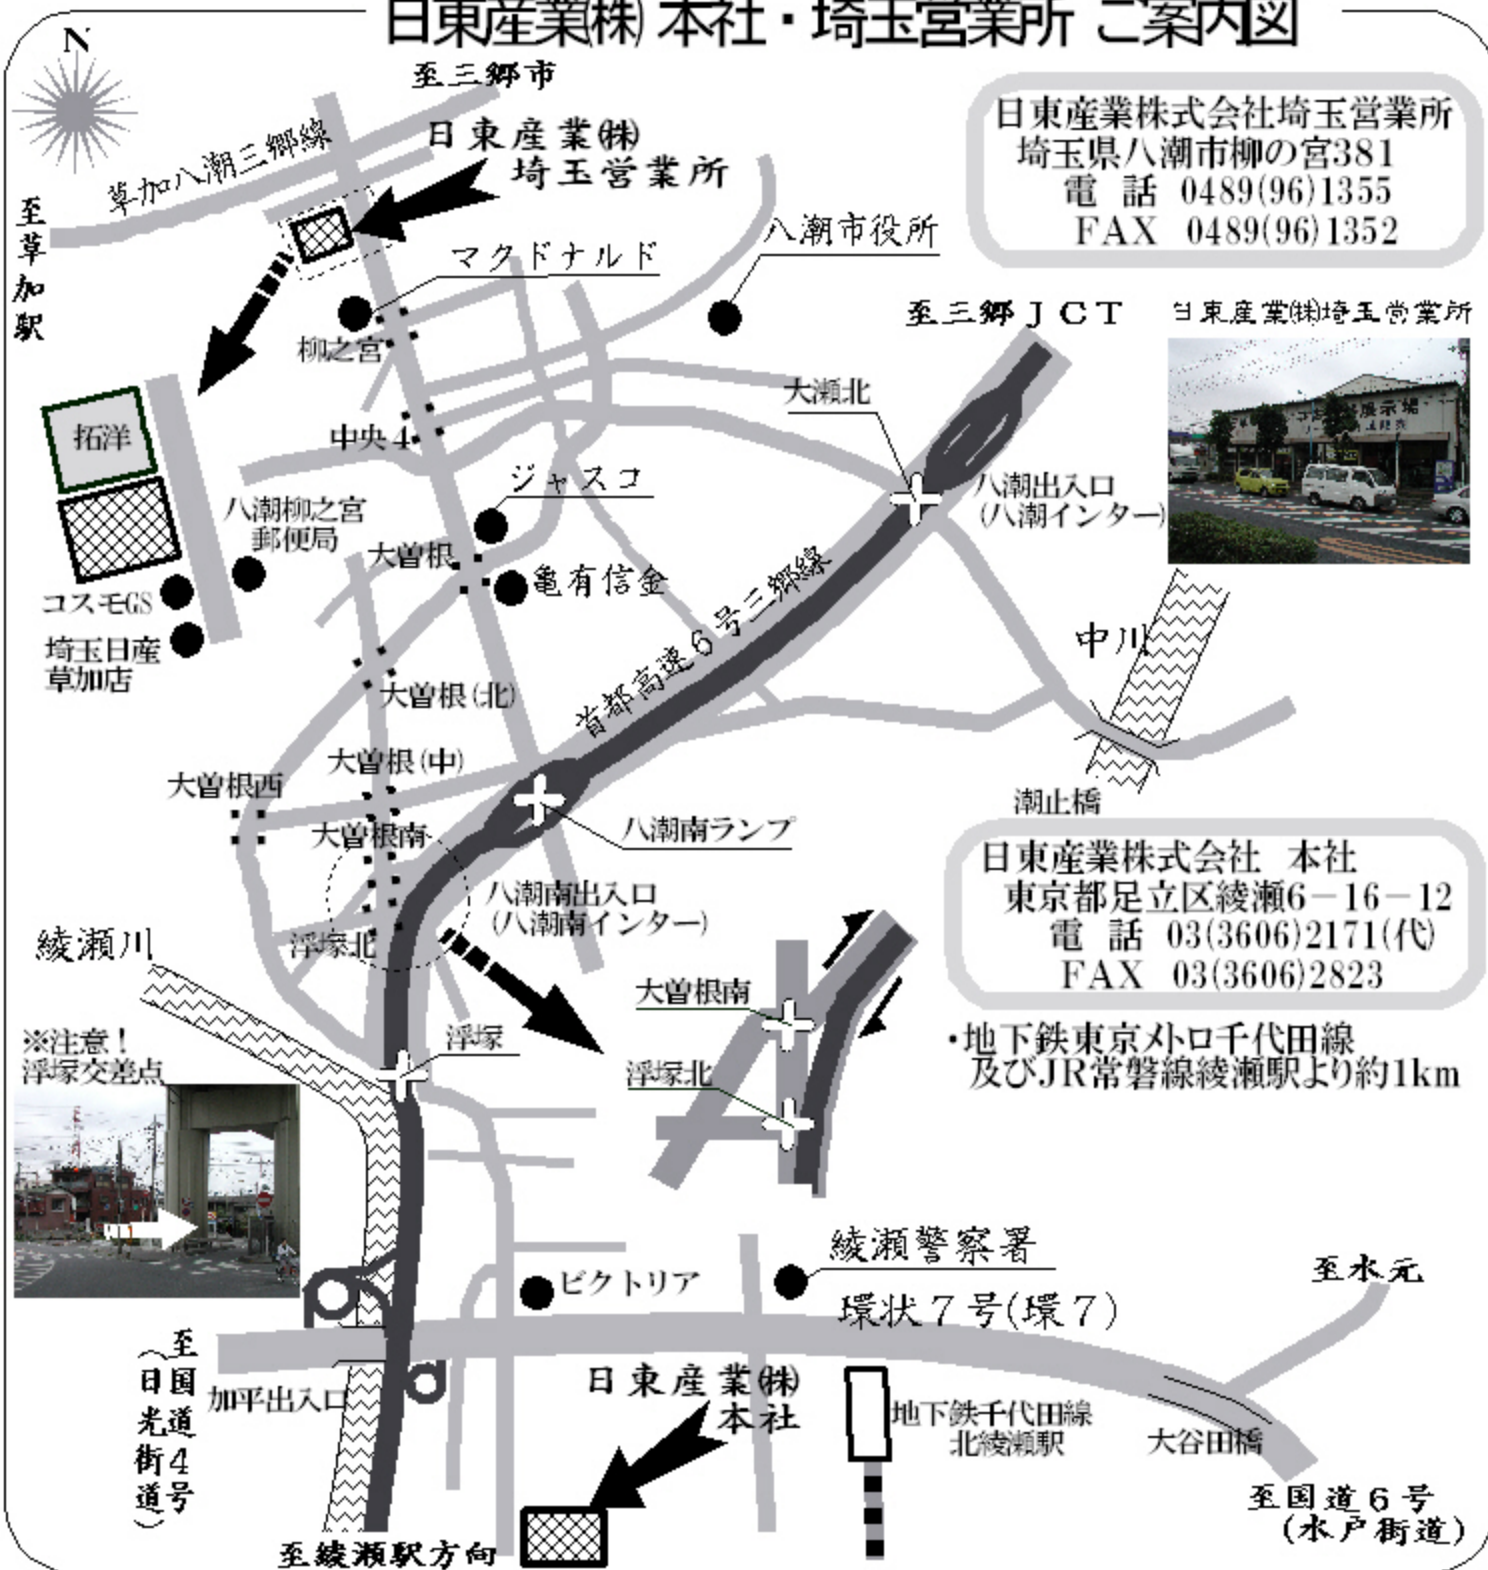 日東産業㈱ 本社・埼玉営業所 ご案内図
N
至三郷市
日東産業㈱
埼玉営業所
草加八潮三郷線
至草加駅
日東産業株式会社埼玉営業所
埼玉県八潮市柳の宮381
電 話 0489(96)1355
FAX 0489(96)1352
マクドナルド
八潮市役所
柳之宮
至三郷JCT
日東産業㈱埼玉営業所
大瀬北
中央4
拓洋
ジャスコ
八潮出入口
(八潮インター)
八潮柳之宮
郵便局
大曽根
亀有信金
コスモGS
埼玉日産
草加店
首都高速6号三郷線
中川
大曽根(北)
大曽根(中)
大曽根西
大曽根南
八潮南ランプ
潮止橋
日東産業株式会社 本社
東京都足立区綾瀬6-16-12
電 話 03(3606)2171(代)
FAX 03(3606)2823
八潮南出入口
(八潮南インター)
浮塚北
綾瀬川
大曽根南
浮塚
浮塚北
※注意!
浮塚交差点
・地下鉄東京メトロ千代田線
及びJR常磐線綾瀬駅より約1km
綾瀬警察署
ビクトリア
環状7号(環7)
至水元
至国道4号
(日光街道)
加平出入口
日東産業㈱
本社
地下鉄千代田線
北綾瀬駅
大谷田橋
至国道6号
(水戸街道)
至綾瀬駅方向